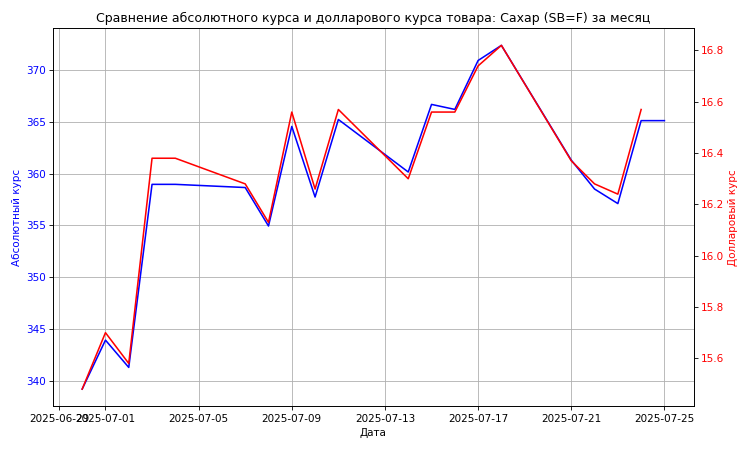 Сравнение абсолютного курса и долларового курса товара: Сахар (SB=F) за месяц
Абсолютный курс
370
365
360
355
350
345
340
16.8
16.6
16.4
16.2
16.0
15.8
15.6
Долларовый курс
2025-06-29 2025-07-01 2025-07-05 2025-07-09 2025-07-13 2025-07-17 2025-07-21 2025-07-25
Дата